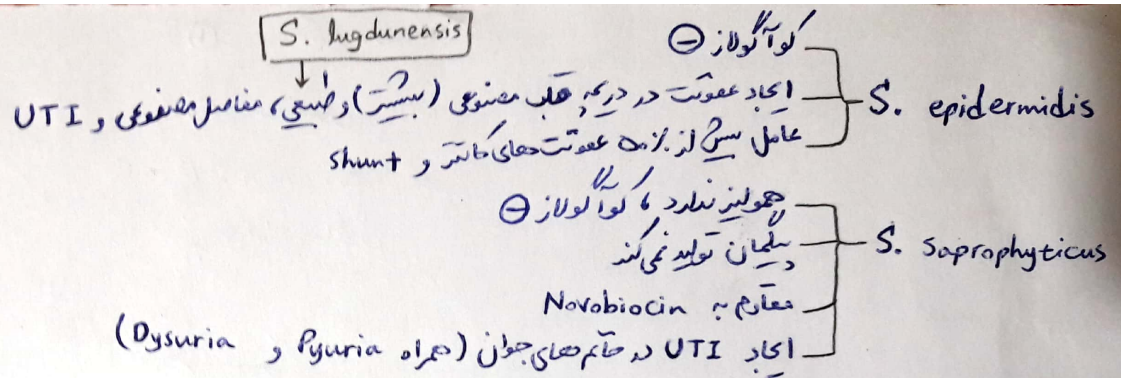 S. lugdunensis
کوآگولاز ⊖
S. epidermidis
ایجاد عفونت در دریچه قلب مصنوعی (بیشتر) و طبیعی، مفاصل مصنوعی و UTI
عامل بیش از ۵۰٪ عفونت‌های کاتتر و shunt
همولیز ندارد، کوآگولاز ⊖
پیگمان تولید نمی‌کند
S. saprophyticus
مقاوم به Novobiocin
ایجاد UTI در خانم‌های جوان (همراه Pyuria و Dysuria)